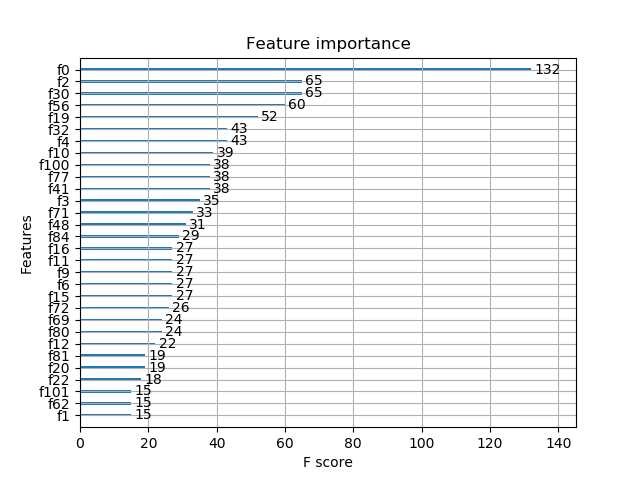 Feature importance
f0 132
f2 65
f30 65
f56 60
f19 52
f32 43
f4 43
f10 39
f100 38
f77 38
f41 38
f3 35
f71 33
f48 31
f84 29
f16 27
f11 27
f9 27
f6 27
f15 27
f72 26
f69 24
f80 24
f12 22
f81 19
f20 19
f22 18
f101 15
f62 15
f1 15
Features
0 20 40 60 80 100 120 140
F score